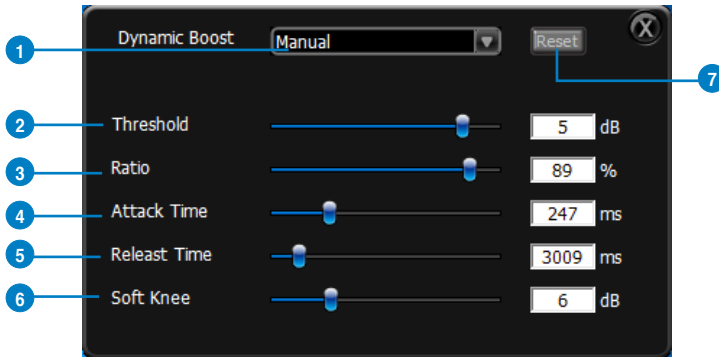 Dynamic Boost Manual Reset X
1
7
2 Threshold 5 dB
3 Ratio 89 %
4 Attack Time 247 ms
5 Releast Time 3009 ms
6 Soft Knee 6 dB